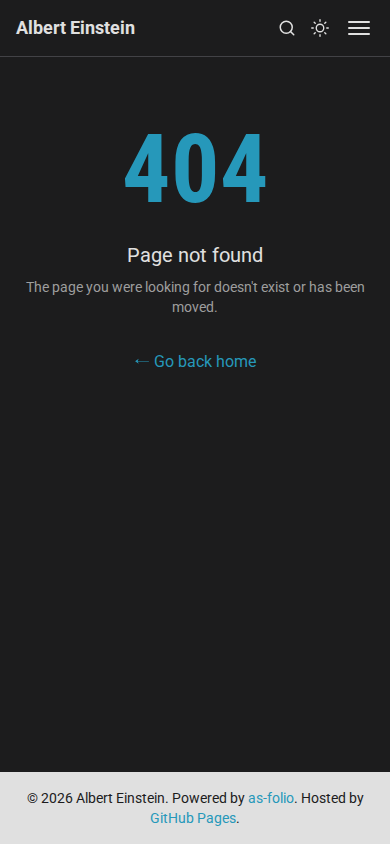 Albert Einstein
404
Page not found
The page you were looking for doesn't exist or has been
moved.
← Go back home
© 2026 Albert Einstein. Powered by as-folio. Hosted by
GitHub Pages.